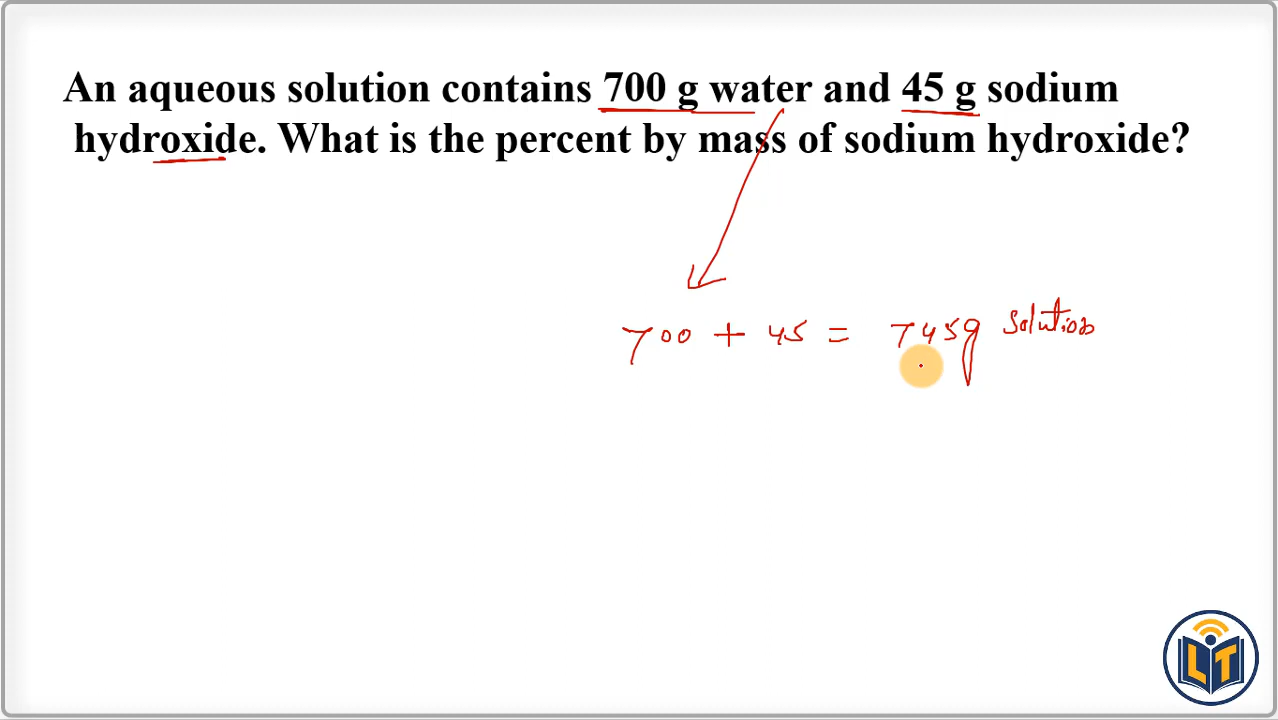 An aqueous solution contains 700 g water and 45 g sodium
hydroxide. What is the percent by mass of sodium hydroxide?
700 + 45 = 745g solution
LT